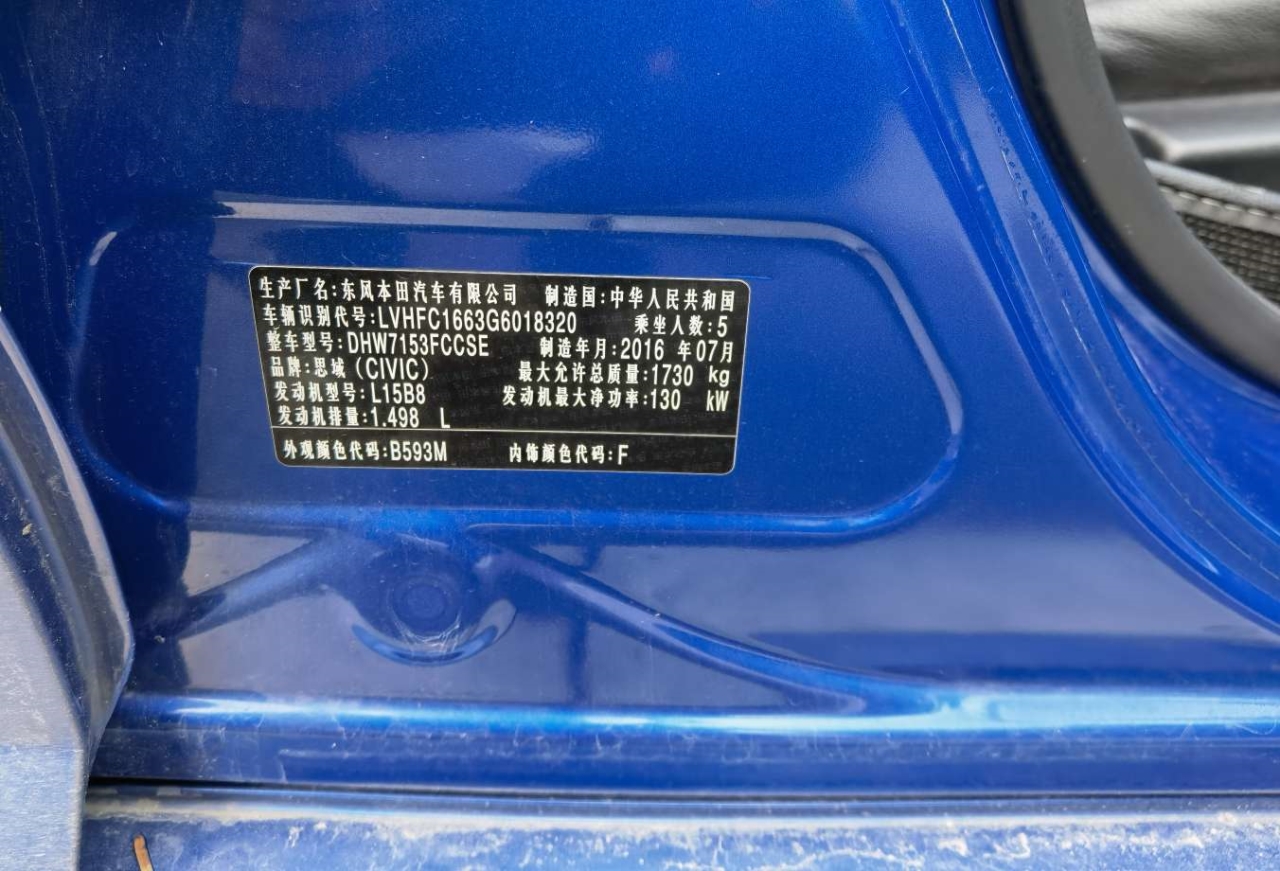 生产厂名:东风本田汽车有限公司 制造国:中华人民共和国
车辆识别代号:LVHFC1663G6018320 乘坐人数:5
整车型号:DHW7153FCCSE 制造年月:2016 年07月
品牌:思域(CIVIC) 最大允许总质量:1730 kg
发动机型号:L15B8 发动机最大净功率:130 kW
发动机排量:1.498 L
外观颜色代码:B593M 内饰颜色代码:F